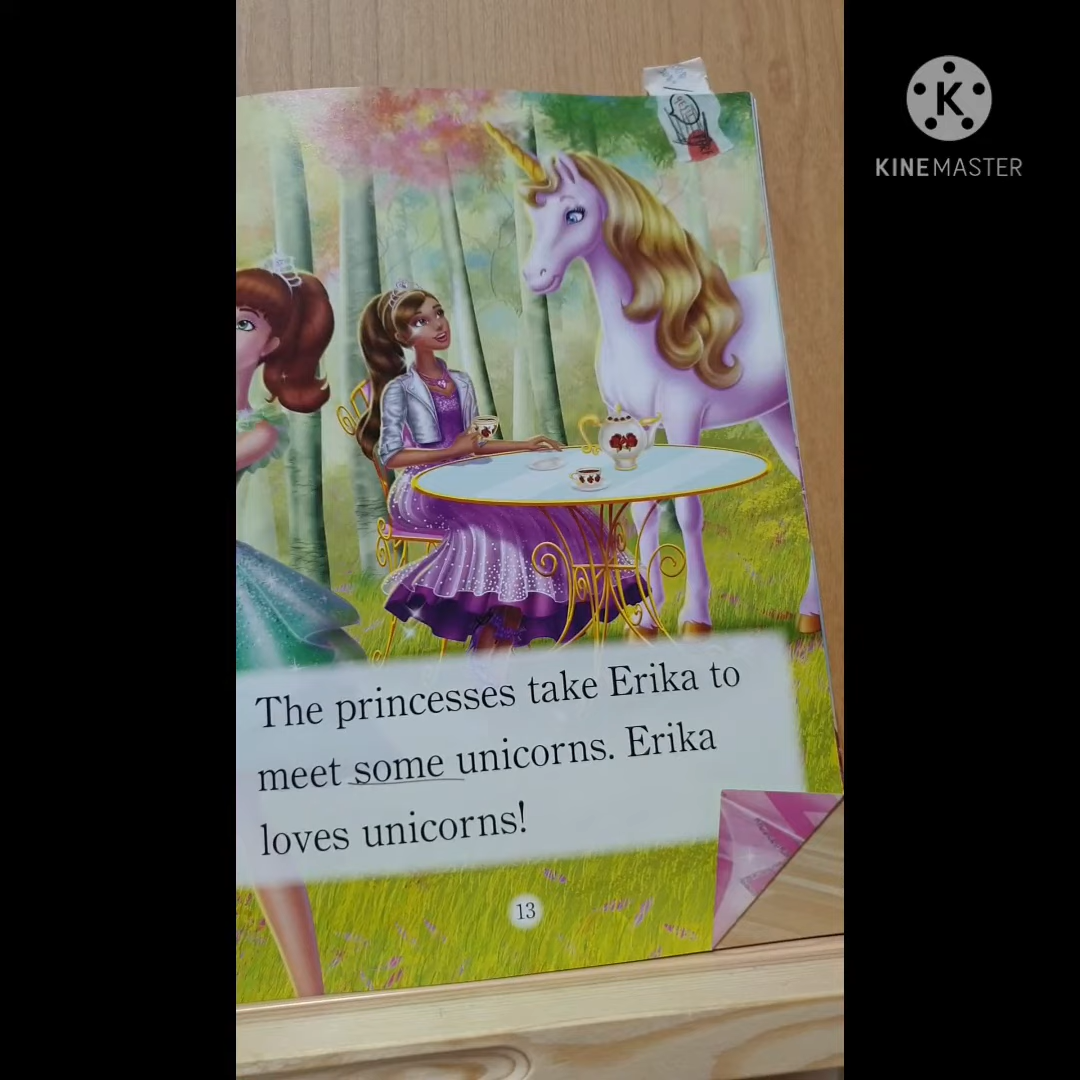 KINEMASTER
The princesses take Erika to
meet some unicorns. Erika
loves unicorns!
13